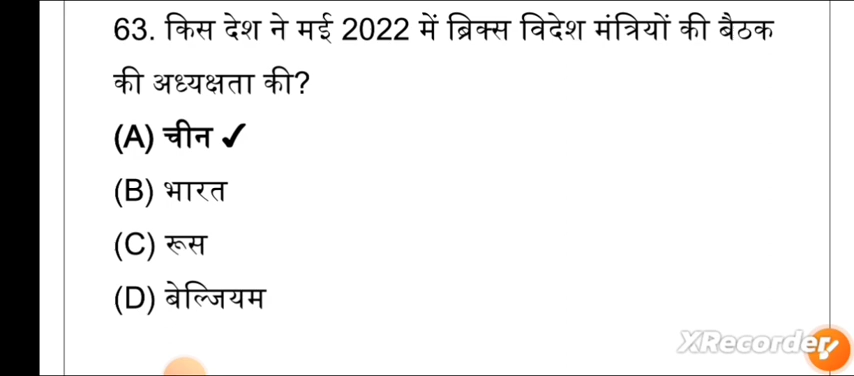 63. किस देश ने मई 2022 में ब्रिक्स विदेश मंत्रियों की बैठक
की अध्यक्षता की?
(A) चीन ✓
(B) भारत
(C) रूस
(D) बेल्जियम
XRecorder